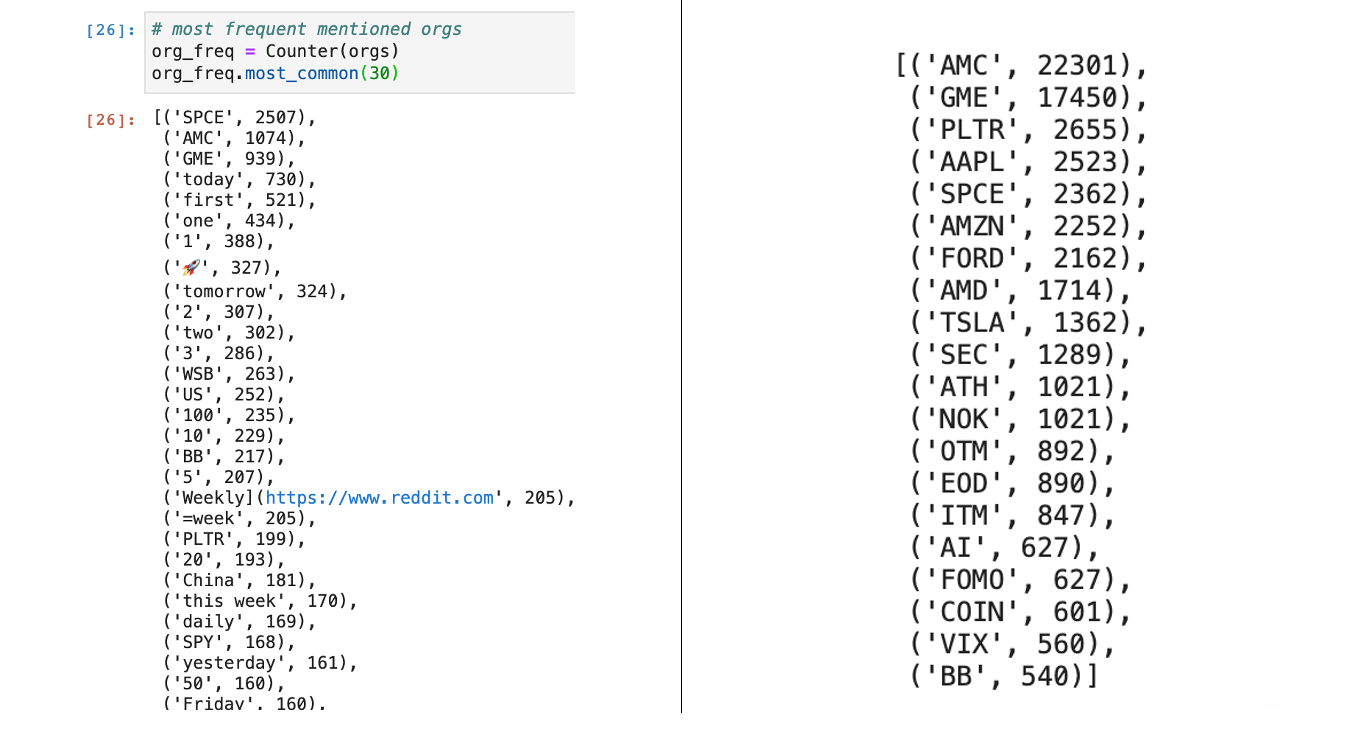 [26]: # most frequent mentioned orgs
org_freq = Counter(orgs)
org_freq.most_common(30)
[26]: [('SPCE', 2507),
('AMC', 1074),
('GME', 939),
('today', 730),
('first', 521),
('one', 434),
('1', 388),
('🚀', 327),
('tomorrow', 324),
('2', 307),
('two', 302),
('3', 286),
('WSB', 263),
('US', 252),
('100', 235),
('10', 229),
('BB', 217),
('5', 207),
('Weekly](https://www.reddit.com', 205),
('=week', 205),
('PLTR', 199),
('20', 193),
('China', 181),
('this week', 170),
('daily', 169),
('SPY', 168),
('yesterday', 161),
('50', 160),
('Friday', 160),
[('AMC', 22301),
('GME', 17450),
('PLTR', 2655),
('AAPL', 2523),
('SPCE', 2362),
('AMZN', 2252),
('FORD', 2162),
('AMD', 1714),
('TSLA', 1362),
('SEC', 1289),
('ATH', 1021),
('NOK', 1021),
('OTM', 892),
('EOD', 890),
('ITM', 847),
('AI', 627),
('FOMO', 627),
('COIN', 601),
('VIX', 560),
('BB', 540)]